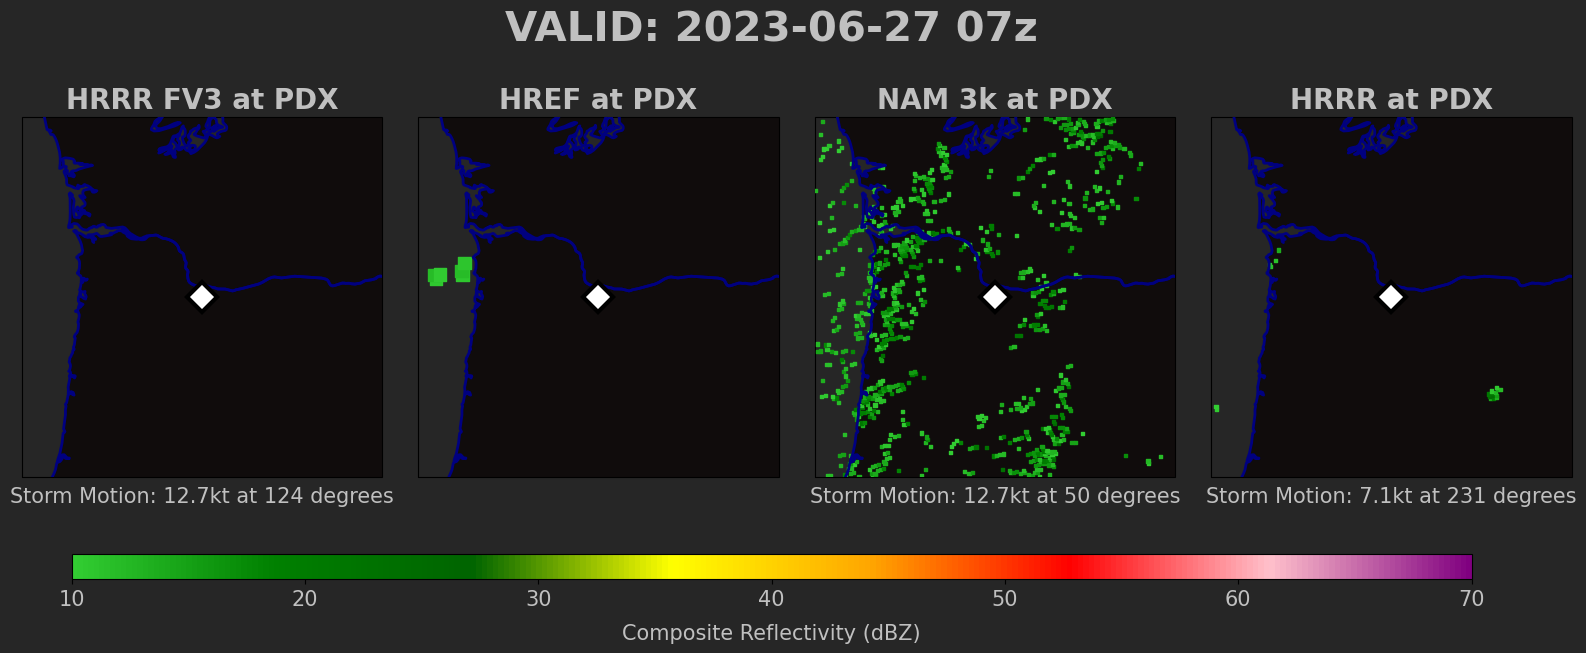 VALID: 2023-06-27 07z
HRRR FV3 at PDX
HREF at PDX
NAM 3k at PDX
HRRR at PDX
Storm Motion: 12.7kt at 124 degrees
Storm Motion: 12.7kt at 50 degrees
Storm Motion: 7.1kt at 231 degrees
10 20 30 40 50 60 70
Composite Reflectivity (dBZ)